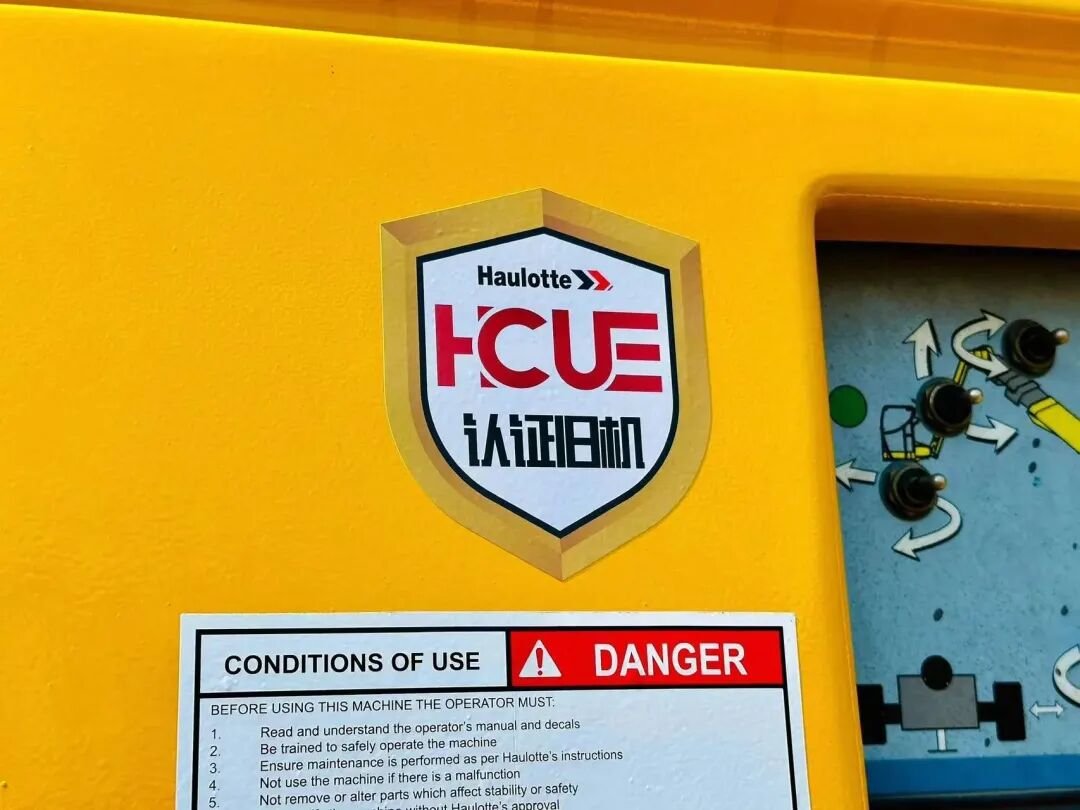 Haulotte
HCUE
认证旧机
CONDITIONS OF USE
DANGER
BEFORE USING THIS MACHINE THE OPERATOR MUST:
1. Read and understand the operator's manual and decals
2. Be trained to safely operate the machine
3. Ensure maintenance is performed as per Haulotte's instructions
4. Not use the machine if there is a malfunction
5. Not remove or alter parts which affect stability or safety
without Haulotte's approval